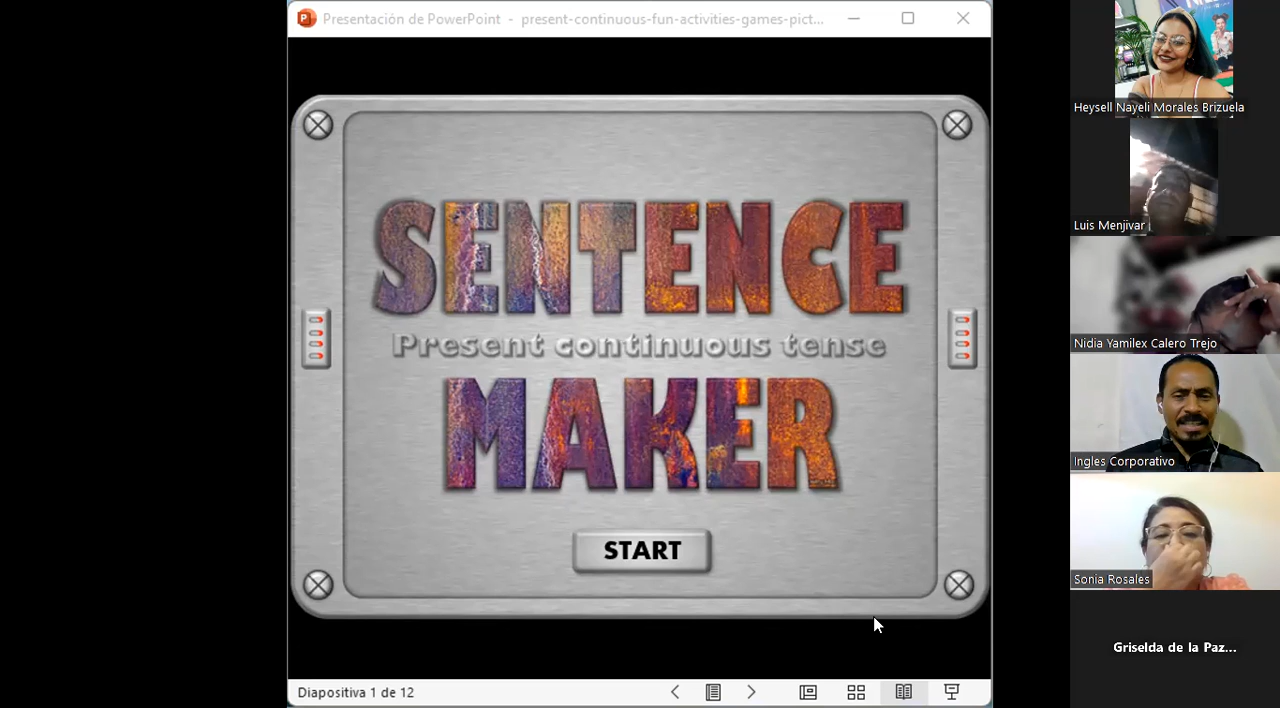 Presentación de PowerPoint - present-continuous-fun-activities-games-pict...
SENTENCE
Present continuous tense
MAKER
START
Diapositiva 1 de 12
Heysell Nayeli Morales Brizuela
Luis Menjivar
Nidia Yamilex Calero Trejo
Ingles Corporativo
Sonia Rosales
Griselda de la Paz...